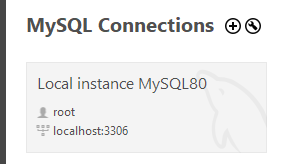 MySQL Connections
Local instance MySQL80
root
localhost:3306